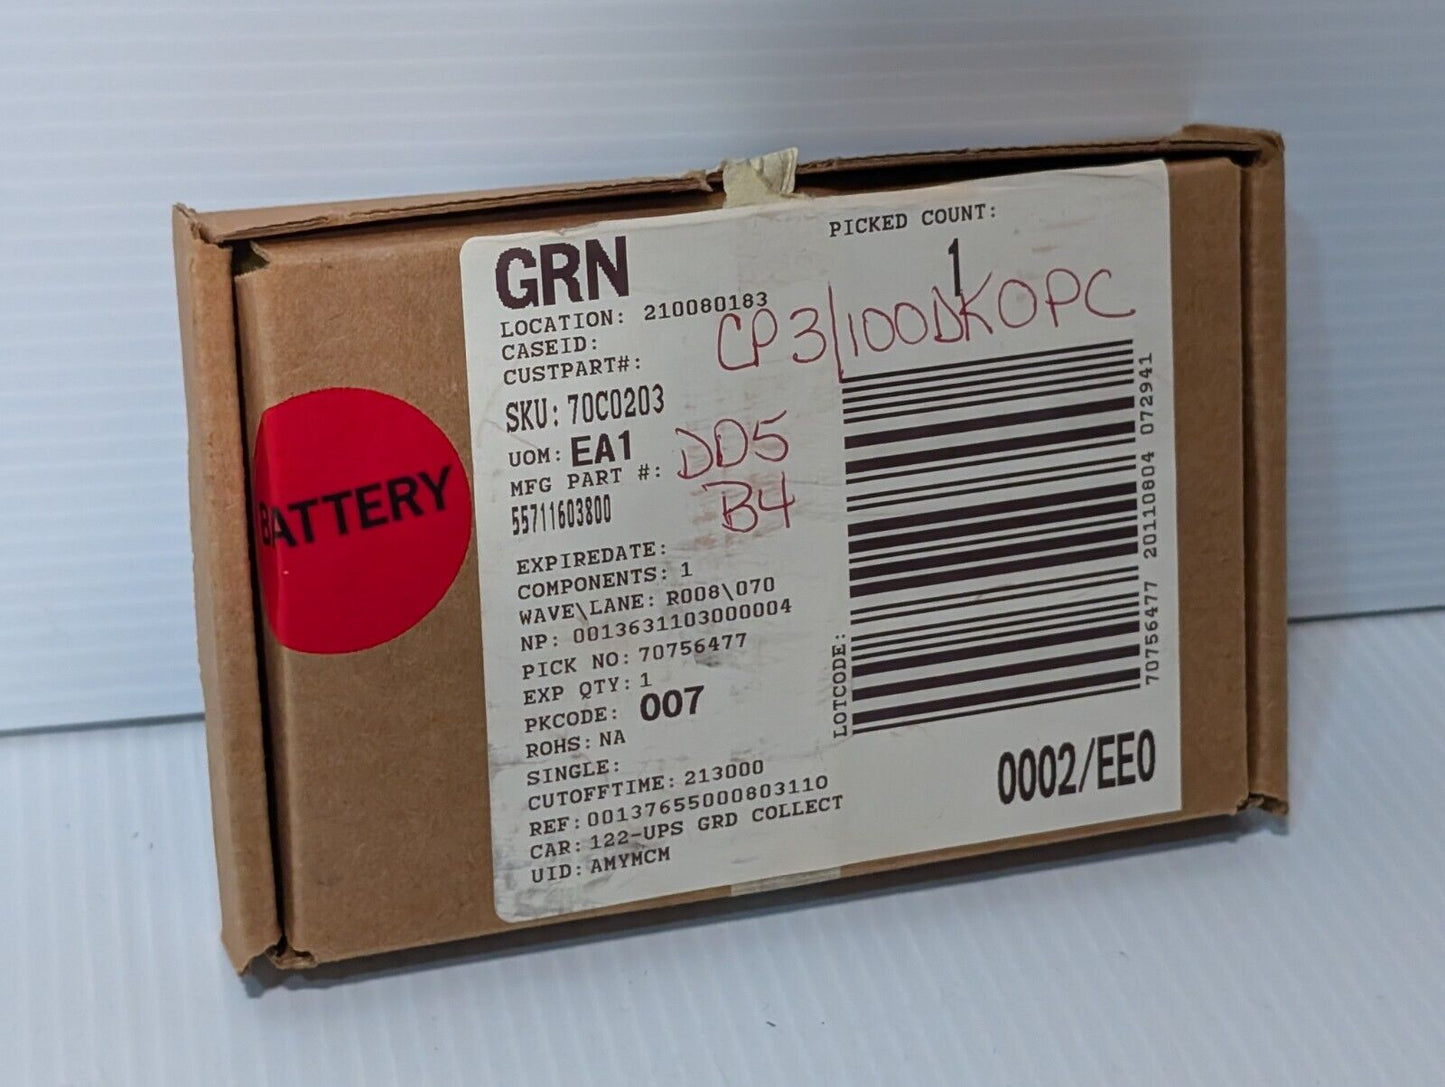 BATTERY
GRN
PICKED COUNT:
1
LOCATION: 210080183
CASEID:
CUSTPART#:
CP3/100DKOPC
SKU: 70C0203
UOM: EA1
MFG PART #:
55711603800
DD5
B4
EXPIREDATE:
COMPONENTS: 1
WAVE\LANE: R008\070
NP: 0013631103000004
PICK NO: 70756477
EXP QTY: 1
PKCODE: 007
ROHS: NA
SINGLE:
CUTOFFTIME: 213000
REF: 0013765500080311O
CAR: 122-UPS GRD COLLECT
UID: AMYMCM
LOTCODE:
70756477 20110804 072941
0002/EE0